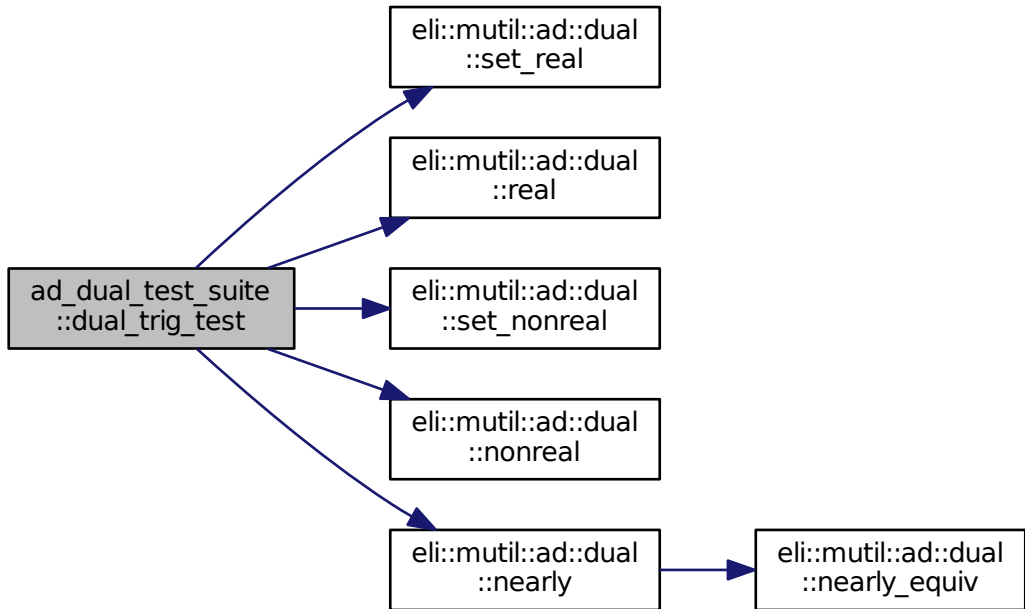 eli::mutil::ad::dual
::set_real
eli::mutil::ad::dual
::real
ad_dual_test_suite
::dual_trig_test
eli::mutil::ad::dual
::set_nonreal
eli::mutil::ad::dual
::nonreal
eli::mutil::ad::dual
::nearly
eli::mutil::ad::dual
::nearly_equiv